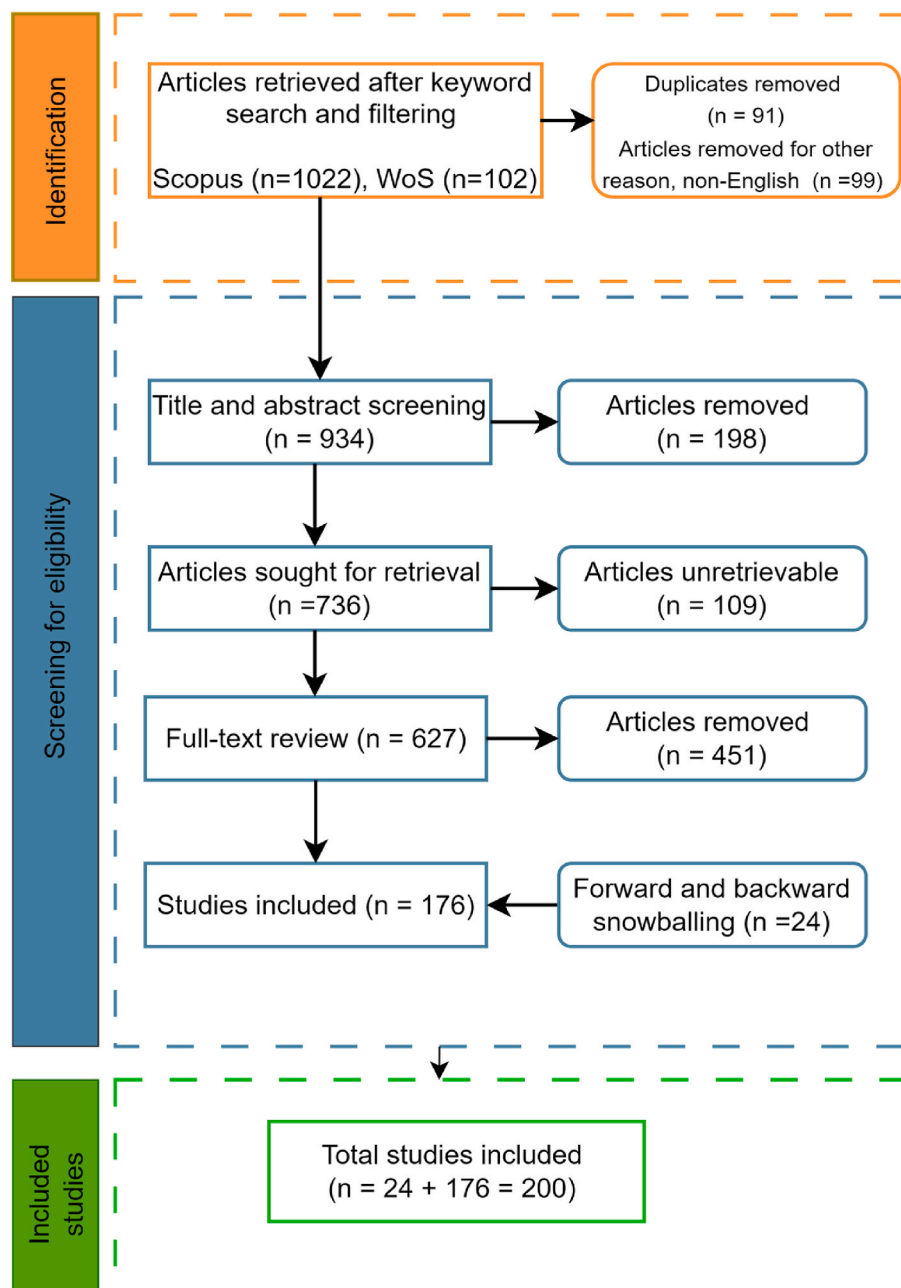 Identification
Articles retrieved after keyword
search and filtering
Scopus (n=1022), WoS (n=102)
Duplicates removed
(n = 91)
Articles removed for other
reason, non-English (n =99)
Screening for eligibility
Title and abstract screening
(n = 934)
Articles removed
(n = 198)
Articles sought for retrieval
(n =736)
Articles unretrievable
(n = 109)
Full-text review (n = 627)
Articles removed
(n = 451)
Studies included (n = 176)
Forward and backward
snowballing (n =24)
Included
studies
Total studies included
(n = 24 + 176 = 200)